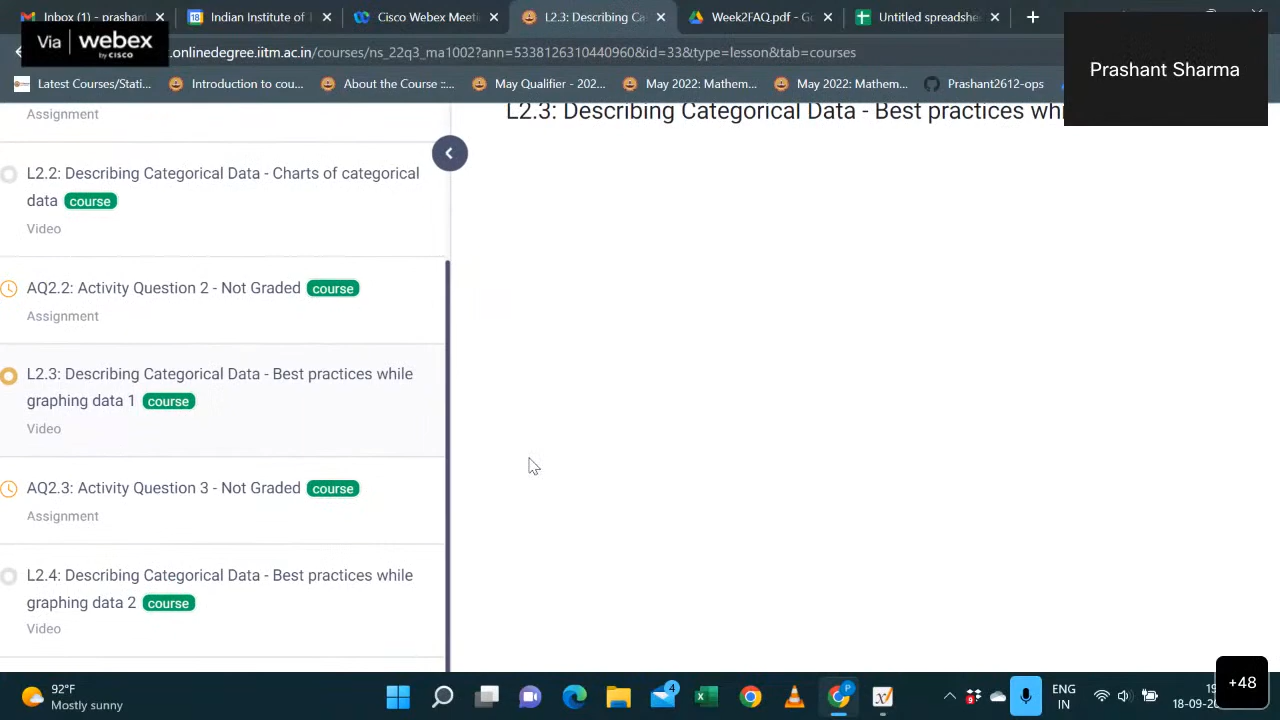 Inbox (4) - prasant
Indian Institute of
Cisco Webex Meeti
L2.3: Describing Ca
Week2FAQ.pdf - G
Untitled spreadshe
Via webex
by CISCO
.onlinedegree.iitm.ac.in/courses/ns_22q3_ma1002?ann=5338126310440960&id=33&type=lesson&tab=courses
Prashant Sharma
Latest Courses/Stati...
Introduction to cou...
About the Course ::...
May Qualifier - 202...
May 2022: Mathem...
May 2022: Mathem...
Prashant2612-ops
Assignment
L2.3: Describing Categorical Data - Best practices whi
L2.2: Describing Categorical Data - Charts of categorical
data course
Video
AQ2.2: Activity Question 2 - Not Graded course
Assignment
L2.3: Describing Categorical Data - Best practices while
graphing data 1 course
Video
AQ2.3: Activity Question 3 - Not Graded course
Assignment
L2.4: Describing Categorical Data - Best practices while
graphing data 2 course
Video
92°F
Mostly sunny
4
P
ENG
IN
19
18-09-20
+48